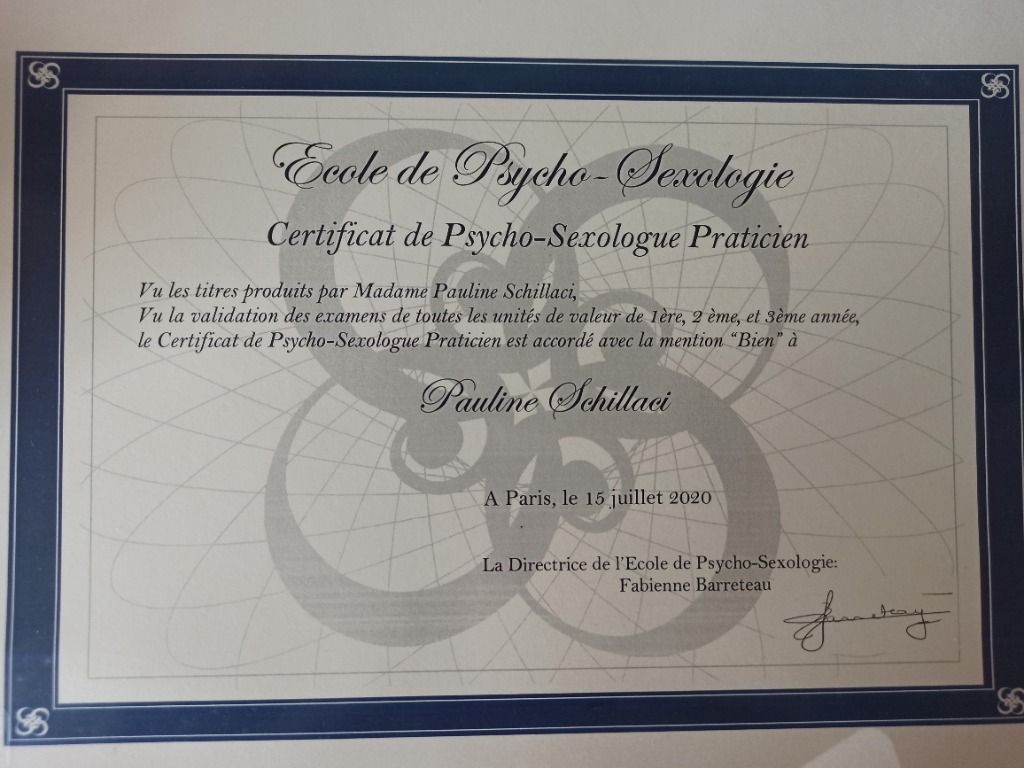 Ecole de Psycho-Sexologie
Certificat de Psycho-Sexologue Praticien
Vu les titres produits par Madame Pauline Schillaci,
Vu la validation des examens de toutes les unités de valeur de 1ère, 2 ème, et 3ème année,
le Certificat de Psycho-Sexologue Praticien est accordé avec la mention “Bien” à
Pauline Schillaci
A Paris, le 15 juillet 2020
La Directrice de l'Ecole de Psycho-Sexologie:
Fabienne Barreteau